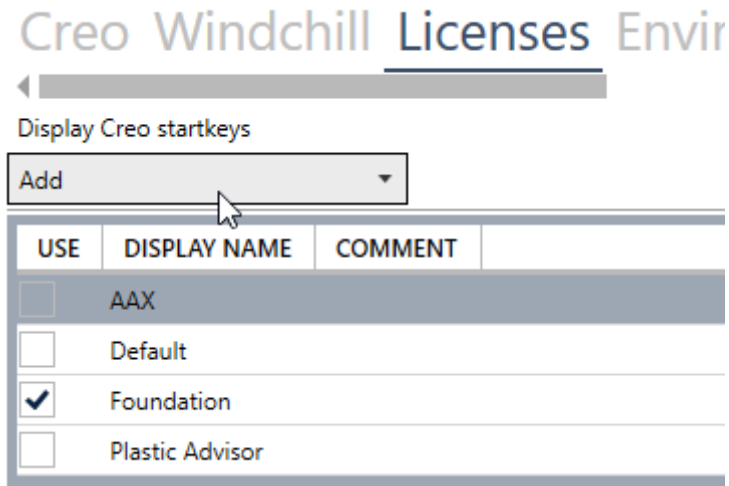 Creo Windchill Licenses Envir
Display Creo startkeys
Add
USE DISPLAY NAME COMMENT
AAX
Default
Foundation
Plastic Advisor